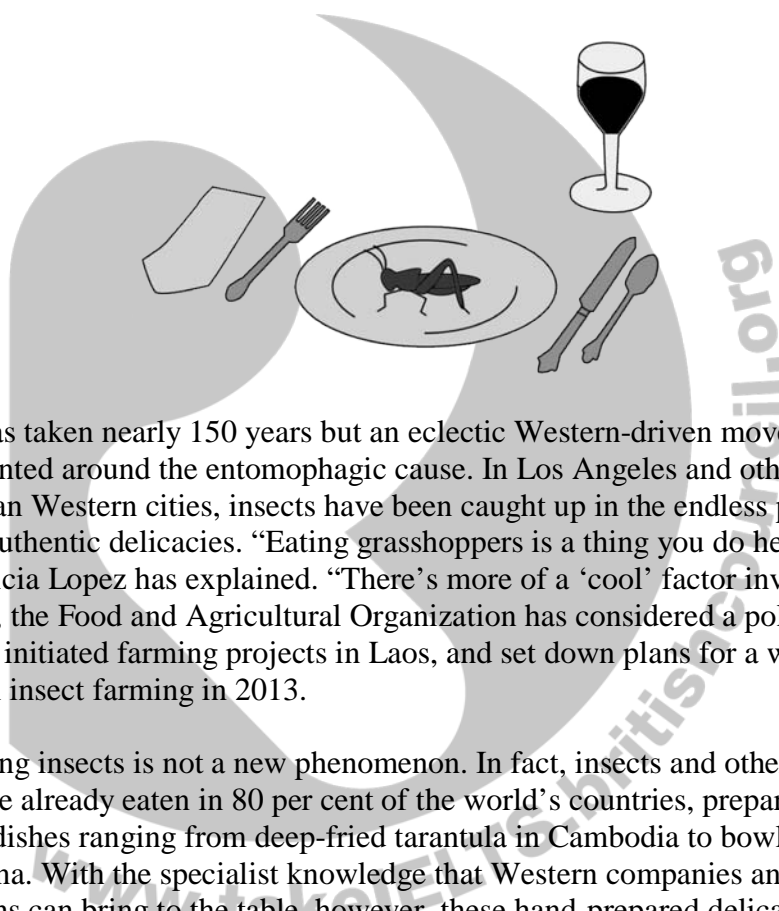 as taken nearly 150 years but an eclectic Western-driven move
nted around the entomophagic cause. In Los Angeles and oth
an Western cities, insects have been caught up in the endless p
uthentic delicacies. “Eating grasshoppers is a thing you do he
icia Lopez has explained. “There’s more of a ‘cool’ factor inv
, the Food and Agricultural Organization has considered a pol
initiated farming projects in Laos, and set down plans for a w
insect farming in 2013.
ng insects is not a new phenomenon. In fact, insects and othe
e already eaten in 80 per cent of the world’s countries, prepar
dishes ranging from deep-fried tarantula in Cambodia to bowl
na. With the specialist knowledge that Western companies an
ns can bring to the table, however, these hand-prepared delica
www.takeIELTS.britishcouncil.org